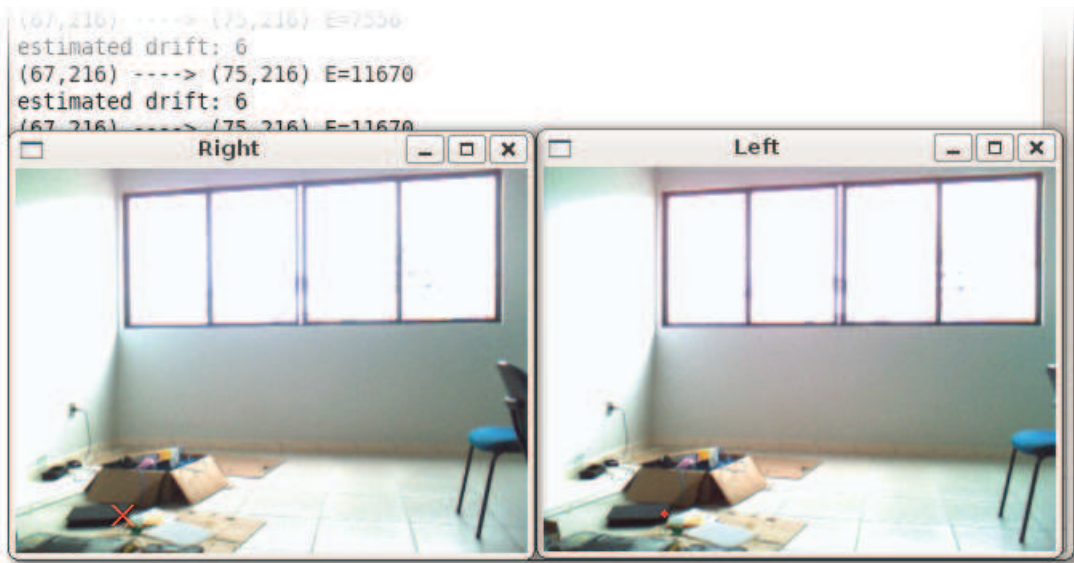 (67,216) ----> (75,216) E=7556
estimated drift: 6
(67,216) ----> (75,216) E=11670
estimated drift: 6
(67,216) ----> (75,216) E=11670
Right
Left